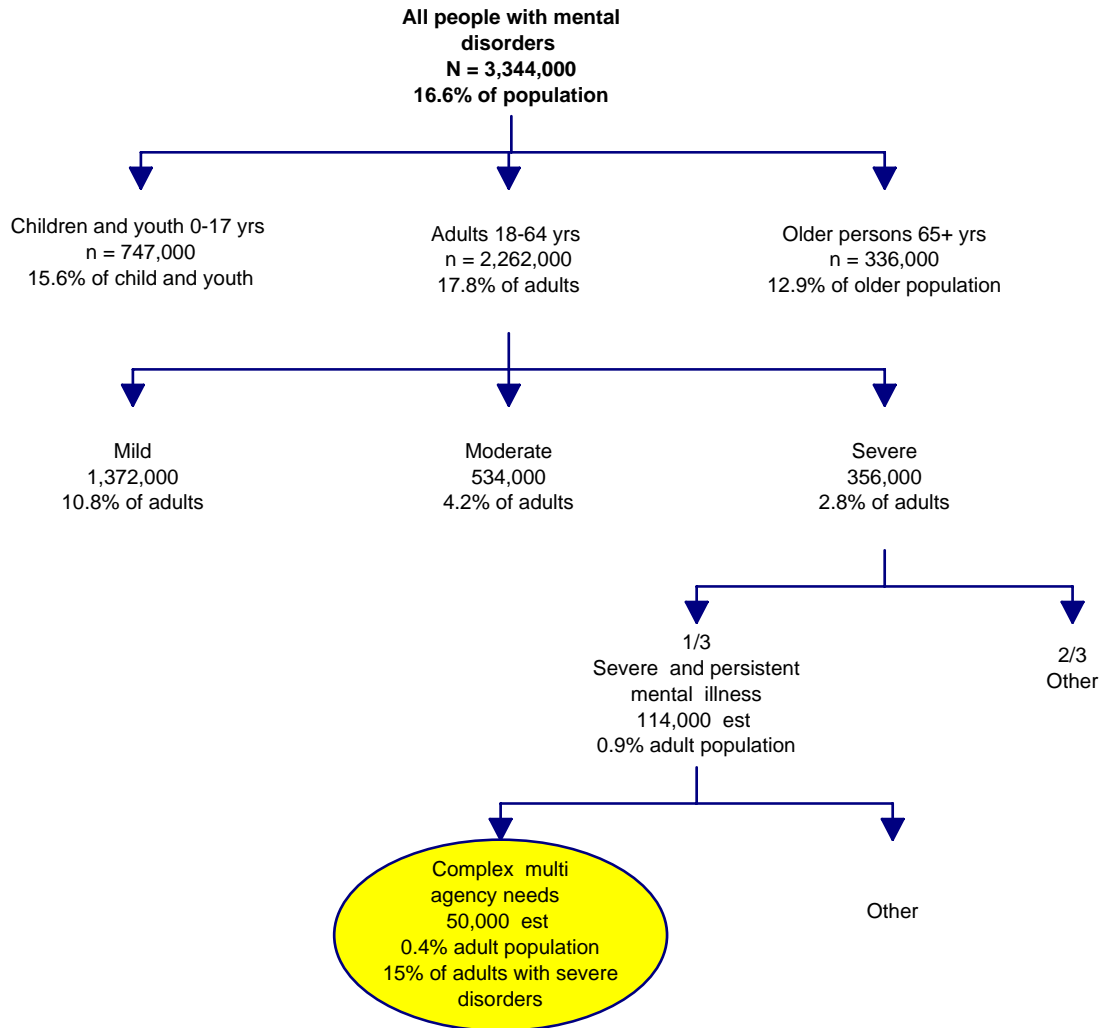 All people with mental
disorders
N = 3,344,000
16.6% of population
Children and youth 0-17 yrs
n = 747,000
15.6% of child and youth
Adults 18-64 yrs
n = 2,262,000
17.8% of adults
Older persons 65+ yrs
n = 336,000
12.9% of older population
Mild
1,372,000
10.8% of adults
Moderate
534,000
4.2% of adults
Severe
356,000
2.8% of adults
1/3
Severe and persistent
mental illness
114,000 est
0.9% adult population
2/3
Other
Complex multi
agency needs
50,000 est
0.4% adult population
15% of adults with severe
disorders
Other